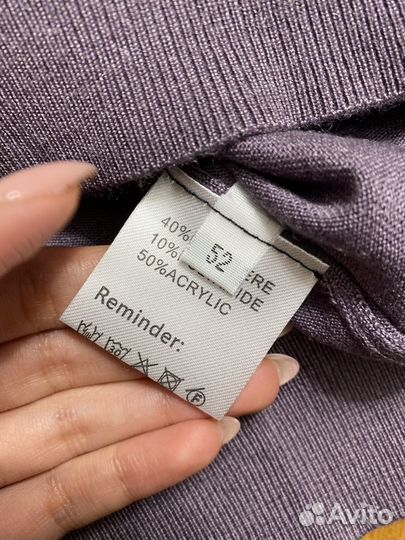 52
40%
10%
50%ACRYLIC
Reminder:
Avito